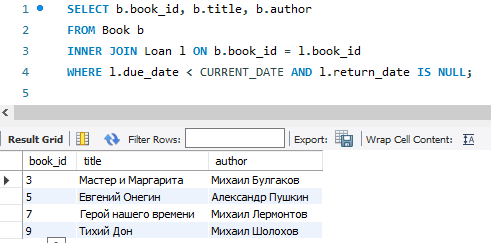 1 SELECT b.book_id, b.title, b.author
2 FROM Book b
3 INNER JOIN Loan l ON b.book_id = l.book_id
4 WHERE l.due_date < CURRENT_DATE AND l.return_date IS NULL;
5
Result Grid Filter Rows: Export: Wrap Cell Content:
book_id title author
3 Мастер и Маргарита Михаил Булгаков
5 Евгений Онегин Александр Пушкин
7 Герой нашего времени Михаил Лермонтов
9 Тихий Дон Михаил Шолохов